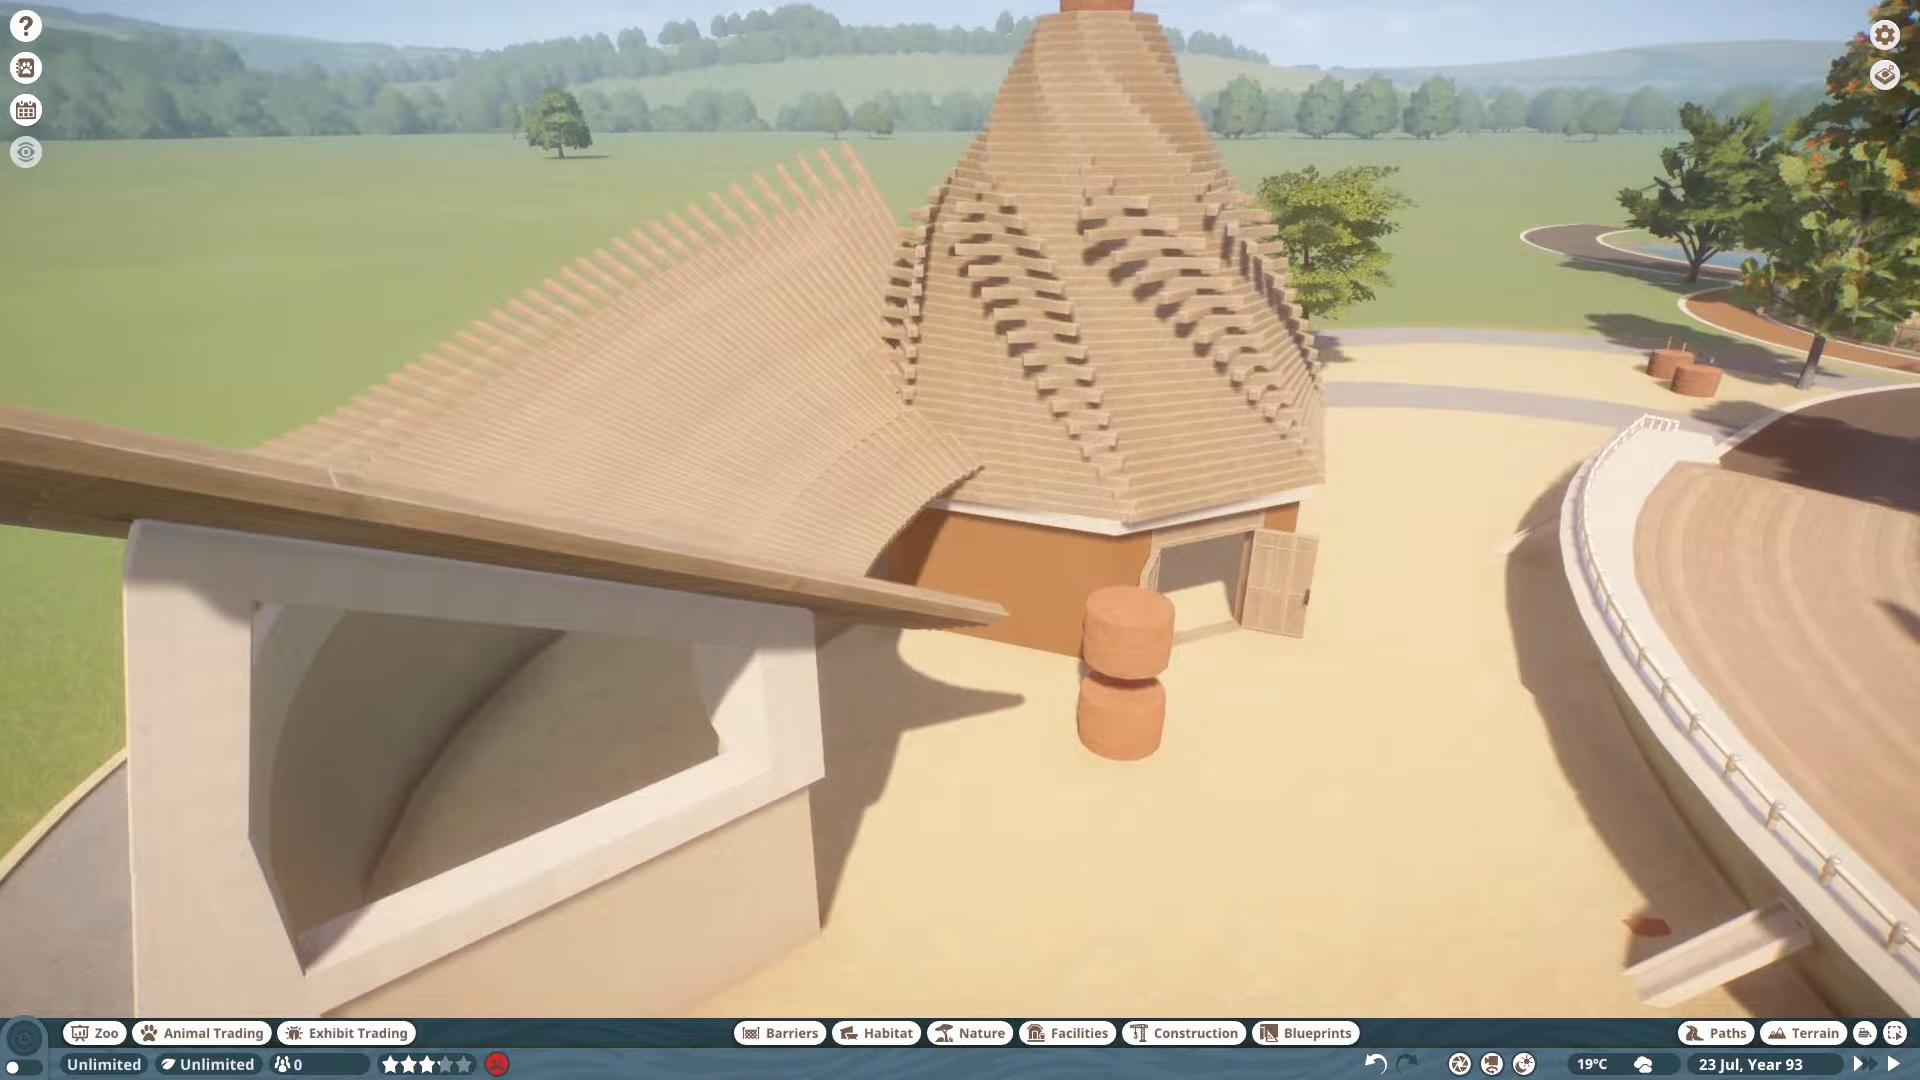 ?
Zoo
Animal Trading
Exhibit Trading
Barriers
Habitat
Nature
Facilities
Construction
Blueprints
Paths
Terrain
Unlimited
Unlimited
0
19°C
23 Jul, Year 93